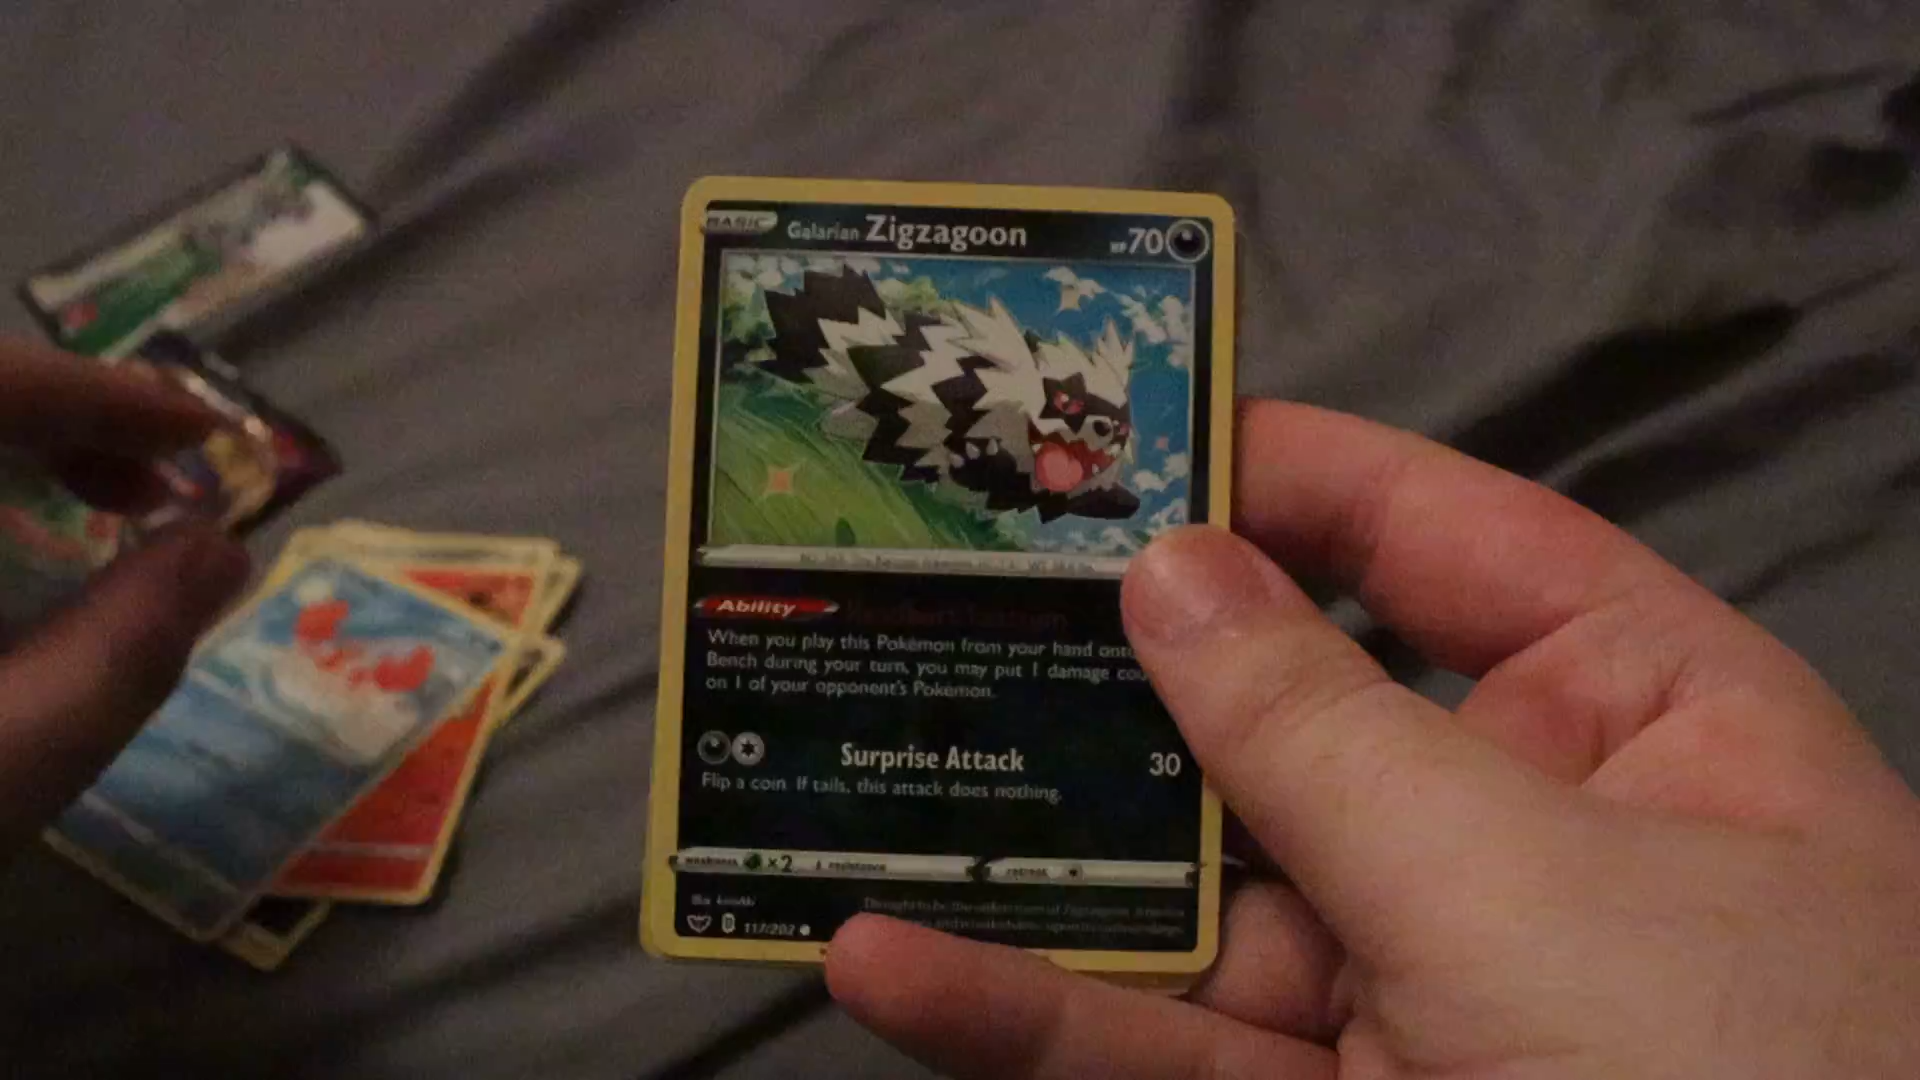 BASIC Galarian Zigzagoon HP 70
Ability
When you play this Pokémon from your hand onto
Bench during your turn, you may put 1 damage cou
on 1 of your opponent's Pokémon.
Surprise Attack 30
Flip a coin. If tails, this attack does nothing.
weakness ×2 resistance retreat
117/202